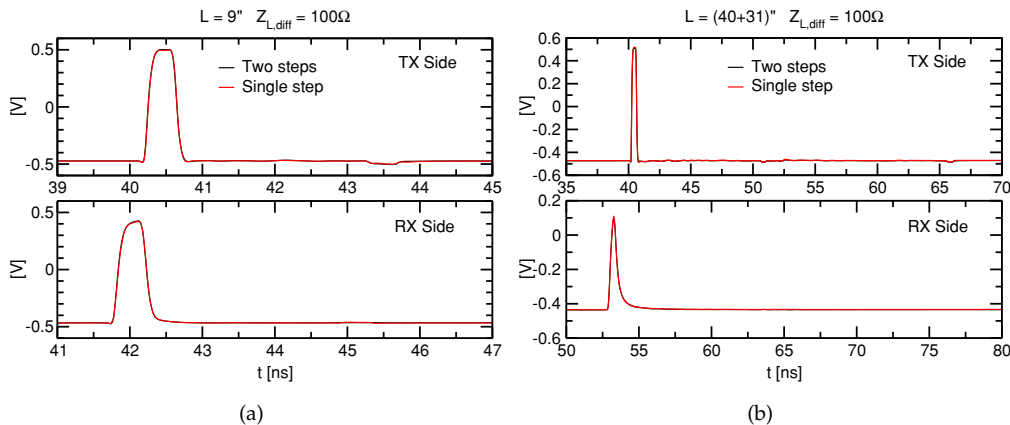 L = 9" Z_L,diff = 100Ω
0.5
0
-0.5
[V]
TX Side
Two steps
Single step
39 40 41 42 43 44 45
0.5
0
-0.5
[V]
RX Side
41 42 43 44 45 46 47
t [ns]
(a)
L = (40+31)" Z_L,diff = 100Ω
0.6
0.4
0.2
0
-0.2
-0.4
-0.6
[V]
TX Side
Two steps
Single step
35 40 45 50 55 60 65 70
0.2
0
-0.2
-0.4
-0.6
[V]
RX Side
50 55 60 65 70 75 80
t [ns]
(b)